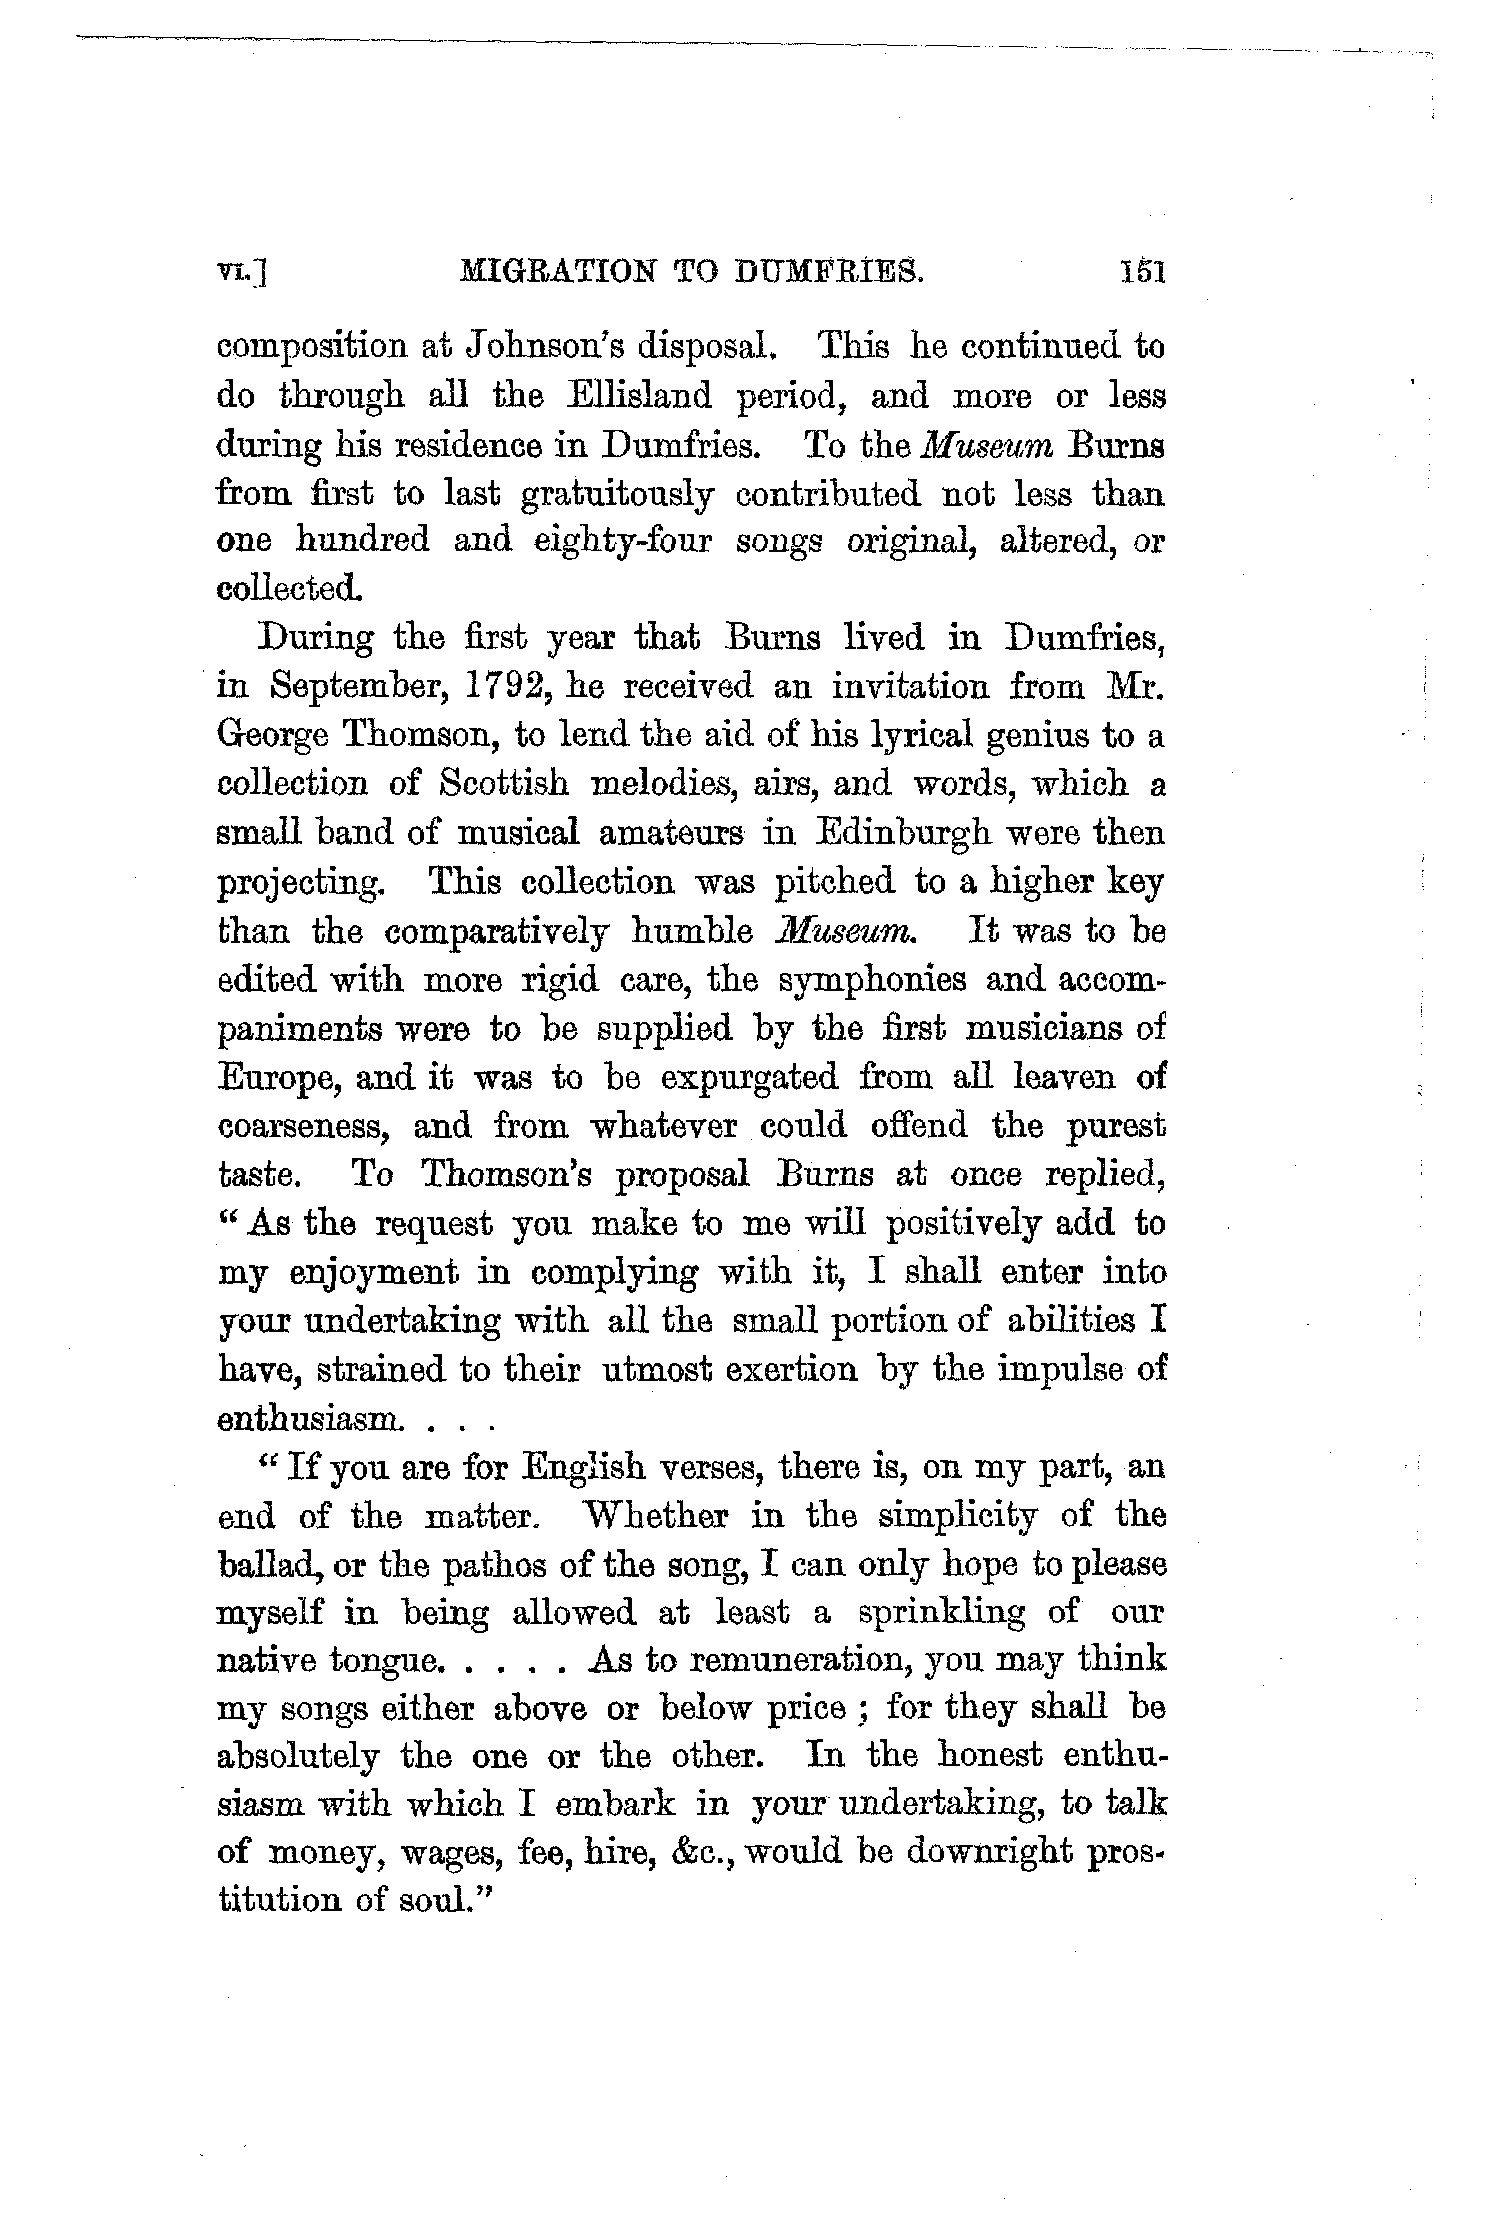 VI.] MIGRATION TO DUMFRIES. 151
composition at Johnson's disposal. This he continued to
do through all the Ellisland period, and more or less
during his residence in Dumfries. To the Museum Burns
from first to last gratuitously contributed not less than
one hundred and eighty-four songs original, altered, or
collected.
During the first year that Burns lived in Dumfries,
in September, 1792, he received an invitation from Mr.
George Thomson, to lend the aid of his lyrical genius to a
collection of Scottish melodies, airs, and words, which a
small band of musical amateurs in Edinburgh were then
projecting. This collection was pitched to a higher key
than the comparatively humble Museum. It was to be
edited with more rigid care, the symphonies and accom-
paniments were to be supplied by the first musicians of
Europe, and it was to be expurgated from all leaven of
coarseness, and from whatever could offend the purest
taste. To Thomson's proposal Burns at once replied,
"As the request you make to me will positively add to
my enjoyment in complying with it, I shall enter into
your undertaking with all the small portion of abilities I
have, strained to their utmost exertion by the impulse of
enthusiasm. . . .
"If you are for English verses, there is, on my part, an
end of the matter. Whether in the simplicity of the
ballad, or the pathos of the song, I can only hope to please
myself in being allowed at least a sprinkling of our
native tongue. . . . . As to remuneration, you may think
my songs either above or below price ; for they shall be
absolutely the one or the other. In the honest enthu-
siasm with which I embark in your undertaking, to talk
of money, wages, fee, hire, &c., would be downright pros-
titution of soul."